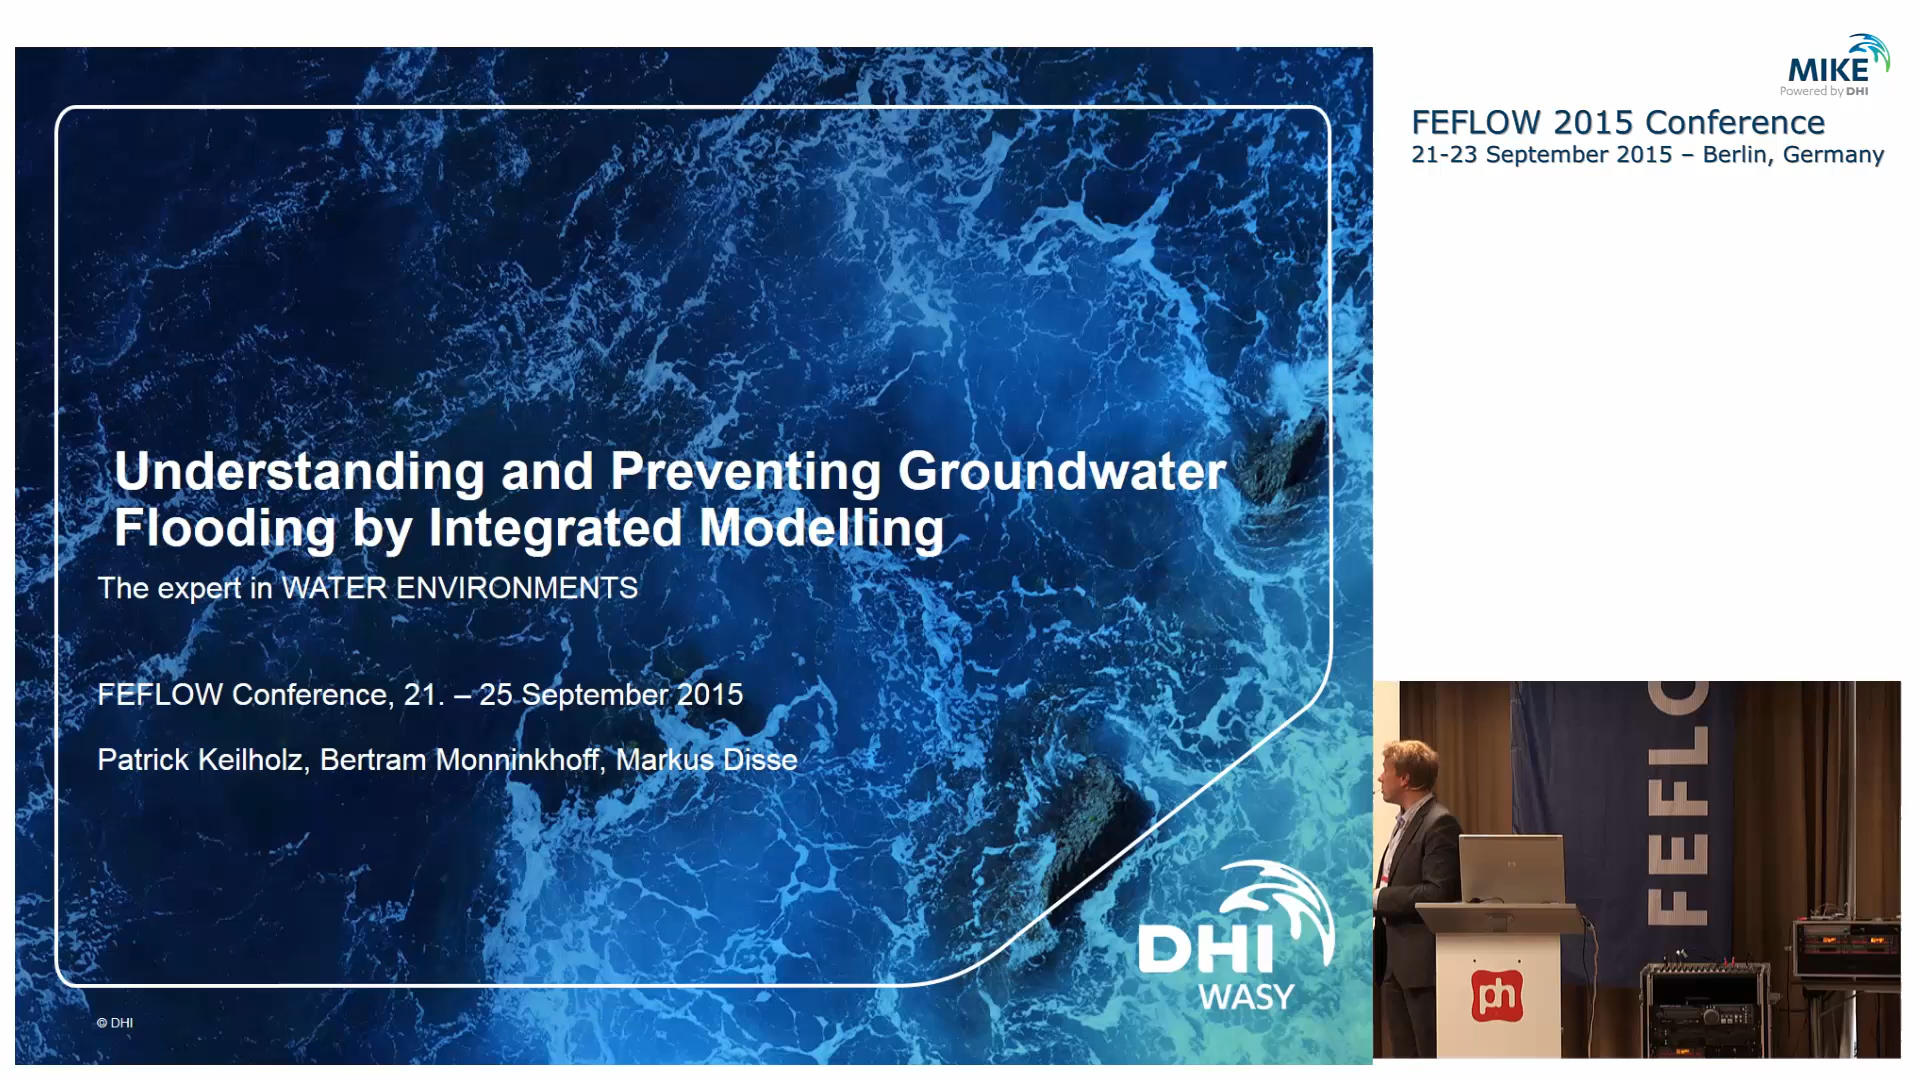 MIKE
Powered by DHI
FEFLOW 2015 Conference
21-23 September 2015 – Berlin, Germany
Understanding and Preventing Groundwater
Flooding by Integrated Modelling
The expert in WATER ENVIRONMENTS
FEFLOW Conference, 21. – 25 September 2015
Patrick Keilholz, Bertram Monninkhoff, Markus Disse
DHI
WASY
© DHI
FEFLO
ph